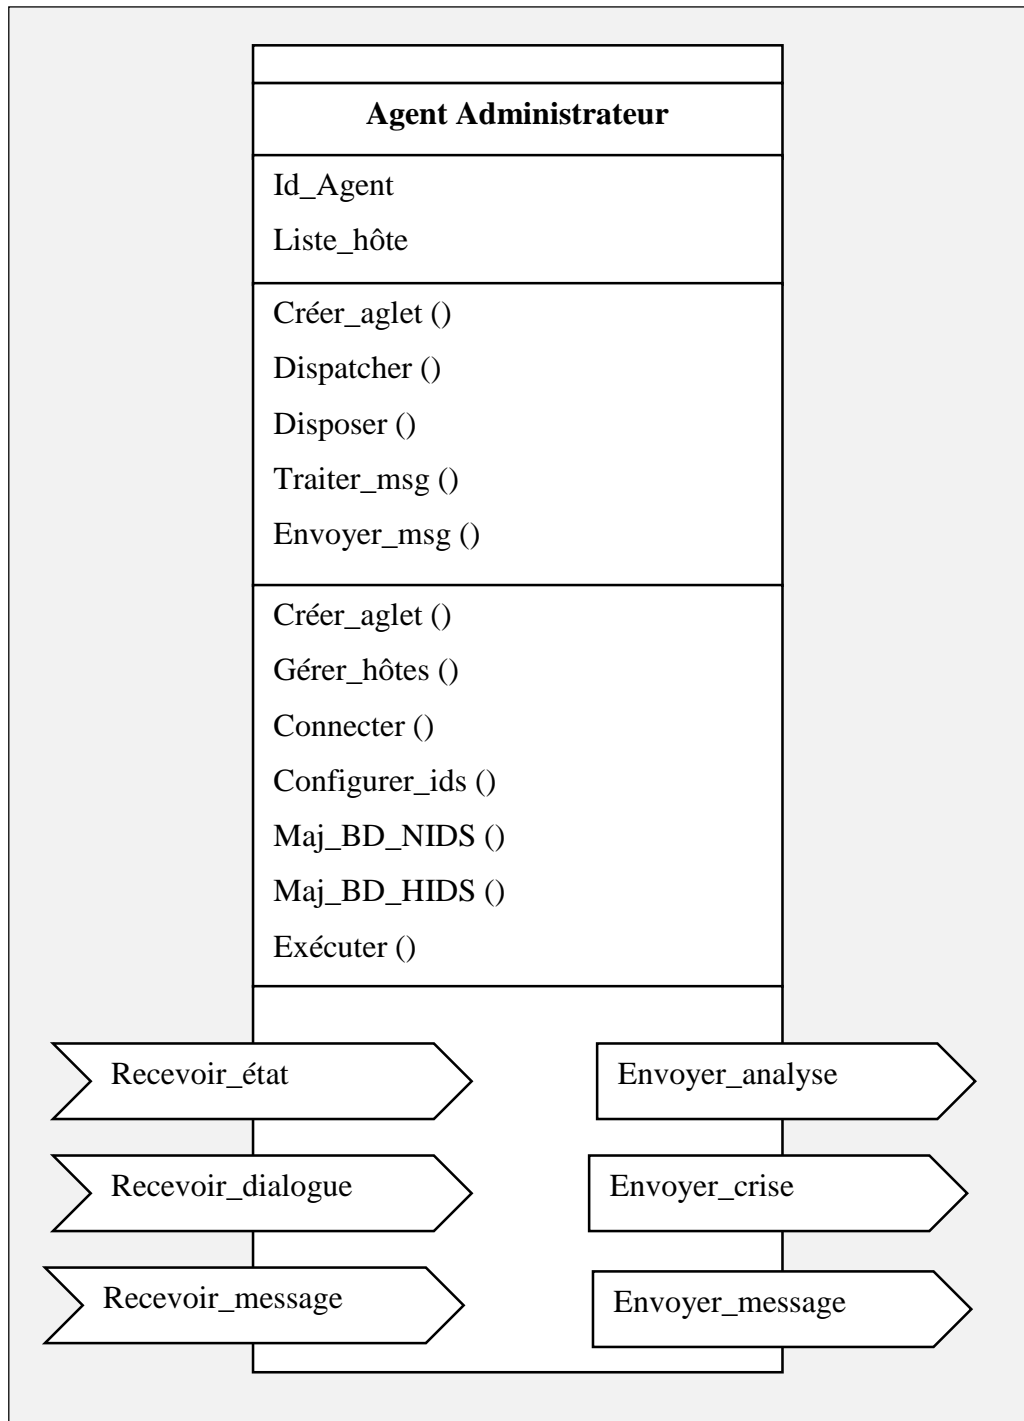 Agent Administrateur
Id_Agent
Liste_hôte
Créer_aglet ()
Dispatcher ()
Disposer ()
Traiter_msg ()
Envoyer_msg ()
Créer_aglet ()
Gérer_hôtes ()
Connecter ()
Configurer_ids ()
Maj_BD_NIDS ()
Maj_BD_HIDS ()
Exécuter ()
Recevoir_état
Envoyer_analyse
Recevoir_dialogue
Envoyer_crise
Recevoir_message
Envoyer_message